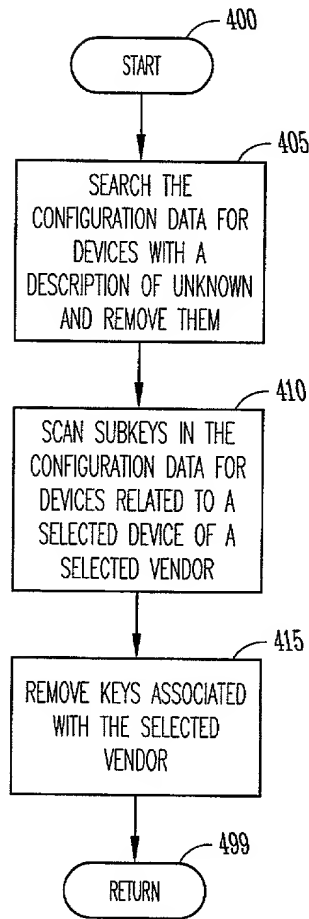 400
START
405
SEARCH THE
CONFIGURATION DATA FOR
DEVICES WITH A
DESCRIPTION OF UNKNOWN
AND REMOVE THEM
410
SCAN SUBKEYS IN THE
CONFIGURATION DATA FOR
DEVICES RELATED TO A
SELECTED DEVICE OF A
SELECTED VENDOR
415
REMOVE KEYS ASSOCIATED
WITH THE SELECTED
VENDOR
499
RETURN